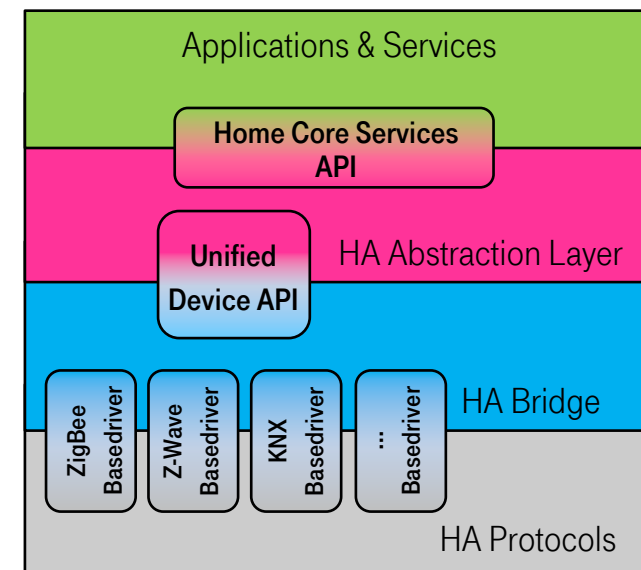 Applications & Services
Home Core Services
API
Unified
Device API
HA Abstraction Layer
ZigBee
Basedriver
Z-Wave
Basedriver
KNX
Basedriver
...
Basedriver
HA Bridge
HA Protocols